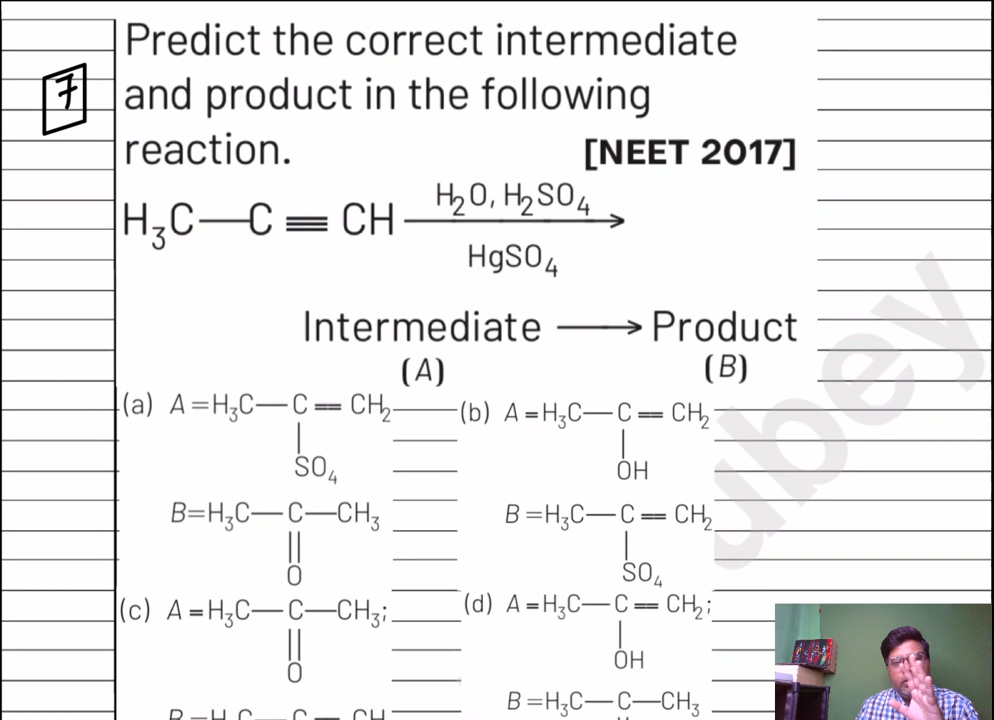 Predict the correct intermediate
7
and product in the following
reaction. [NEET 2017]
H₃C—C≡CH
H₂O, H₂SO₄
HgSO₄
Intermediate ⟶ Product
(A) (B)
(a) A=H₃C—C=CH₂
|
SO₄
B=H₃C—C—CH₃
||
O
(b) A=H₃C—C=CH₂
|
OH
B=H₃C—C=CH₂
|
SO₄
(c) A=H₃C—C—CH₃;
||
O
(d) A=H₃C—C=CH₂;
|
OH
B=H₃C—C—CH₃
ubey